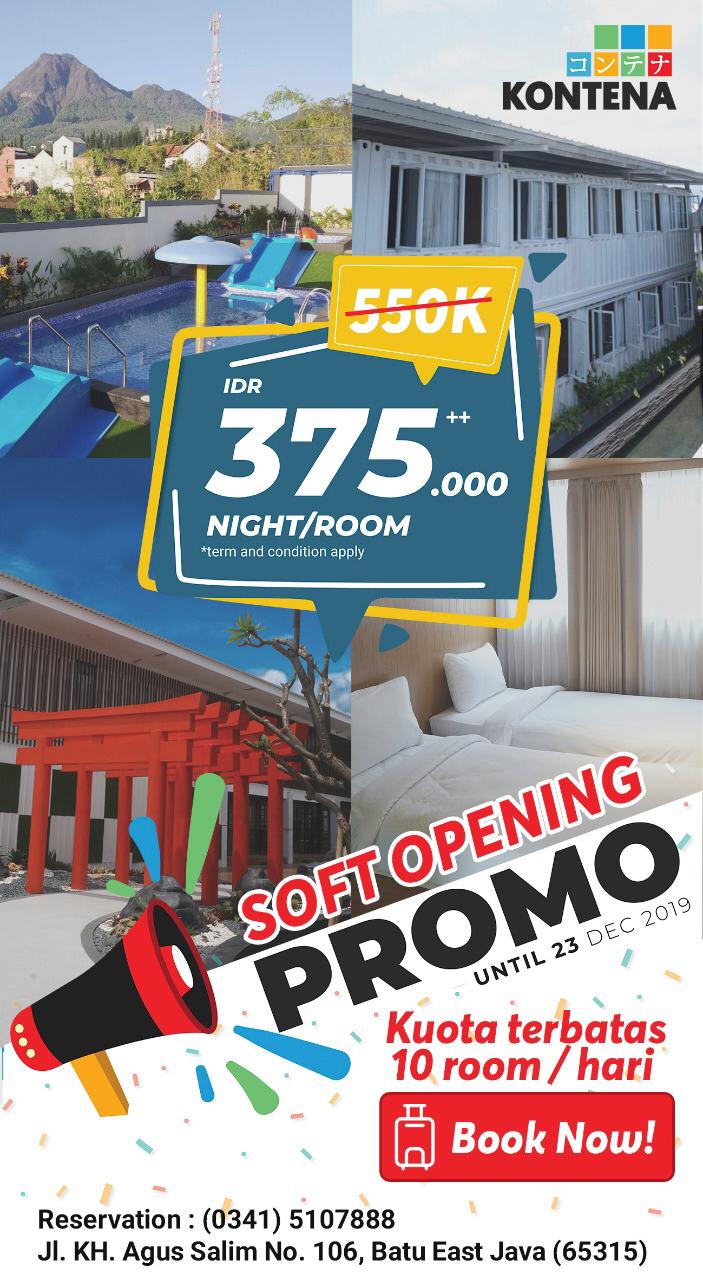 コンテナ
KONTENA
550K
IDR
375.000++
NIGHT/ROOM
*term and condition apply
SOFT OPENING
PROMO
UNTIL 23 DEC 2019
Kuota terbatas
10 room / hari
Book Now!
Reservation : (0341) 5107888
Jl. KH. Agus Salim No. 106, Batu East Java (65315)